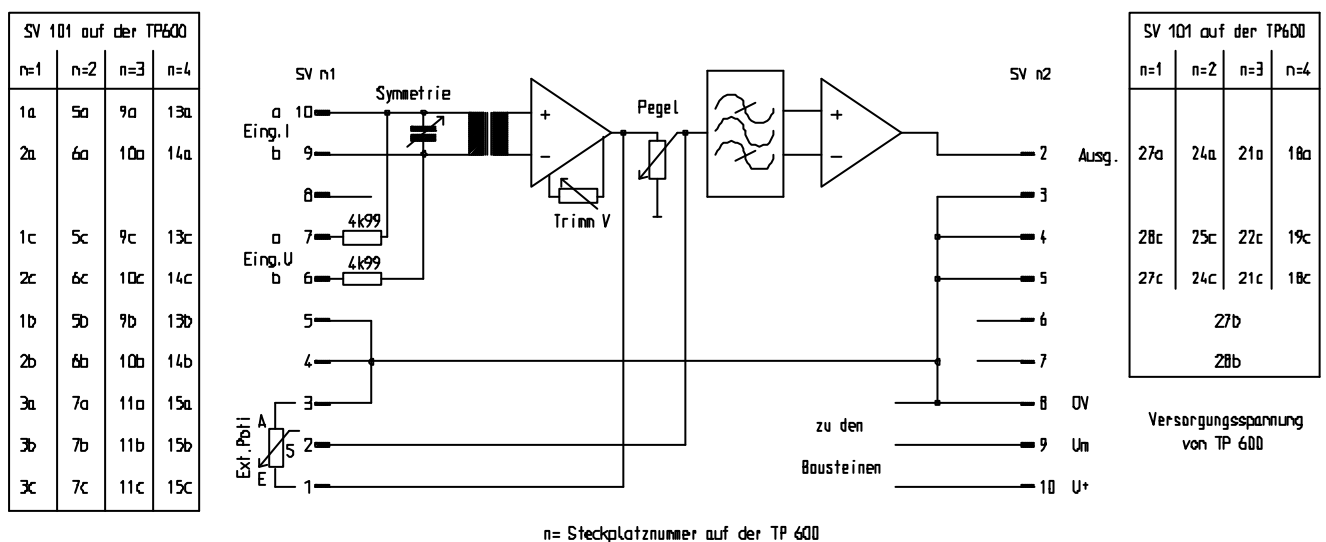 SV 101 auf der TP600
n=1 n=2 n=3 n=4
1a 5a 9a 13a
2a 6a 10a 14a
1c 5c 9c 13c
2c 6c 10c 14c
1b 5b 9b 13b
2b 6b 10b 14b
3a 7a 11a 15a
3b 7b 11b 15b
3c 7c 11c 15c
SV n1
Symmetrie
a 10
Eing.I
b 9
8
a 7
Eing.U
b 6
4k99
4k99
5
4
3
2
1
Ext.Poti
A
S
E
+
-
Trimm V
Pegel
+
-
SV n2
2 Ausg.
3
4
5
6
7
8 0V
9 Um
10 U+
zu den
Bausteinen
SV 101 auf der TP600
n=1 n=2 n=3 n=4
27a 24a 21a 18a
28c 25c 22c 19c
27c 24c 21c 18c
27b
28b
Versorgungsspannung
von TP 600
n= Steckplatznummer auf der TP 600